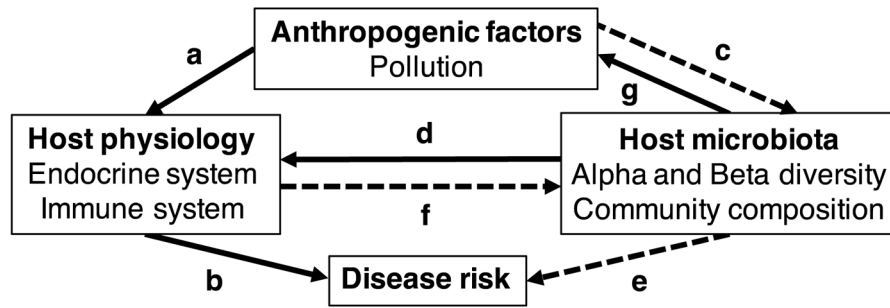 Anthropogenic factors
Pollution
a
c
g
Host physiology
Endocrine system
Immune system
d
f
Host microbiota
Alpha and Beta diversity
Community composition
b
Disease risk
e